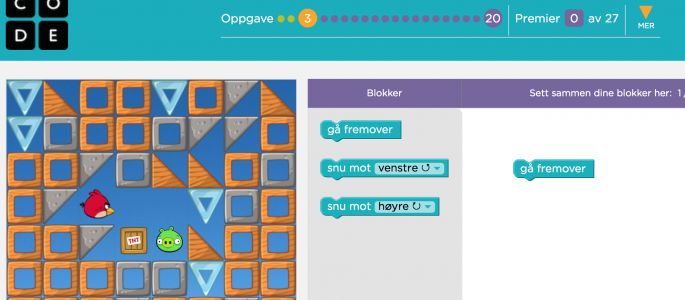 C O
D E
Oppgave 3 20 Premier 0 av 27 MER
Blokker Sett sammen dine blokker her: 1
gå fremover
snu mot venstre
snu mot høyre
gå fremover
TNT